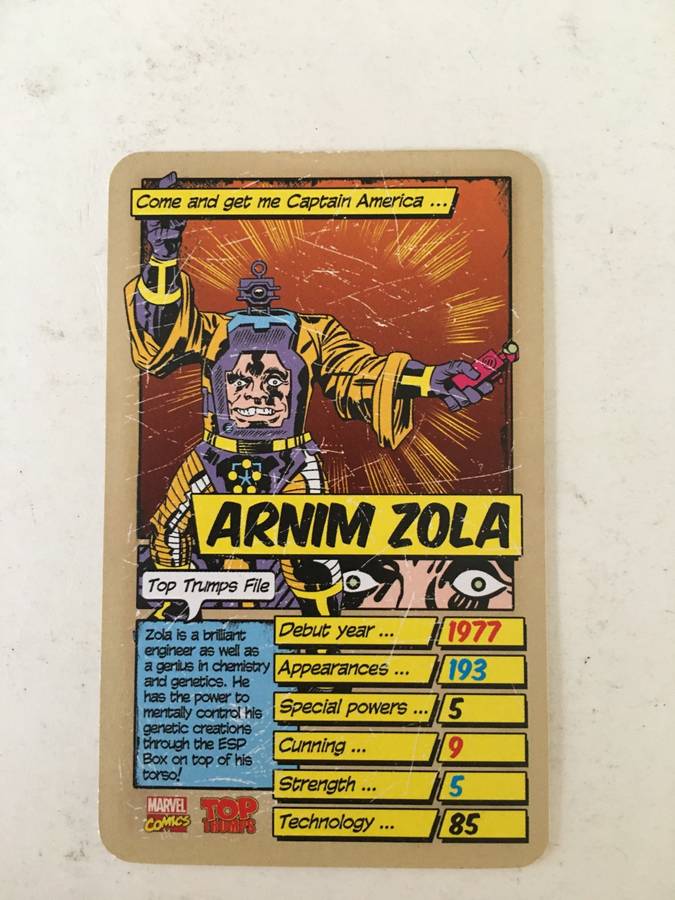 Come and get me Captain America ...
ARNIM ZOLA
Top Trumps File
Zola is a brilliant
engineer as well as
a genius in chemistry
and genetics. He
has the power to
mentally control his
genetic creations
through the ESP
Box on top of his
torso!
Debut year ... 1977
Appearances ... 193
Special powers ... 5
Cunning ... 9
Strength ... 5
Technology ... 85
MARVEL
COMICS
TOP
TRUMPS